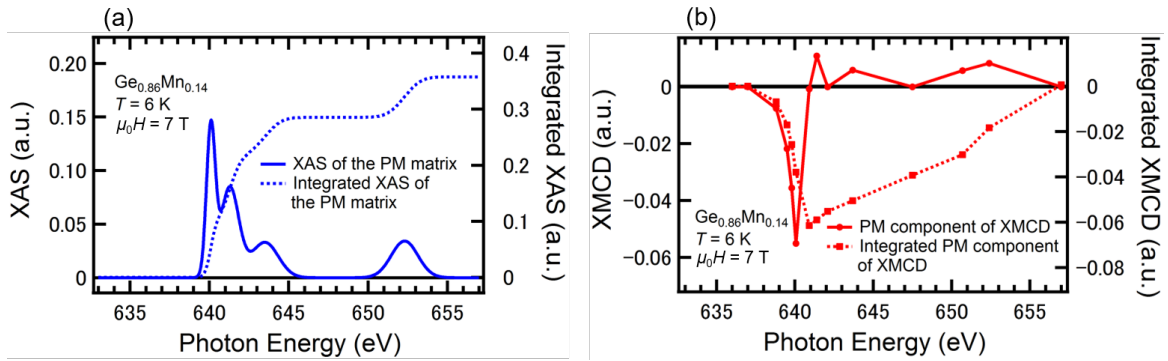 (a)
XAS (a.u.)
0.20
0.15
0.10
0.05
0
Ge0.86Mn0.14
T = 6 K
μ0H = 7 T
XAS of the PM matrix
Integrated XAS of
the PM matrix
0.4
0.3
0.2
0.1
0
Integrated XAS
(a.u.)
635 640 645 650 655
Photon Energy (eV)
(b)
XMCD (a.u.)
0
−0.02
−0.04
−0.06
Ge0.86Mn0.14
T = 6 K
μ0H = 7 T
PM component of XMCD
Integrated PM component
of XMCD
0
−0.02
−0.04
−0.06
−0.08
Integrated XMCD
(a.u.)
635 640 645 650 655
Photon Energy (eV)